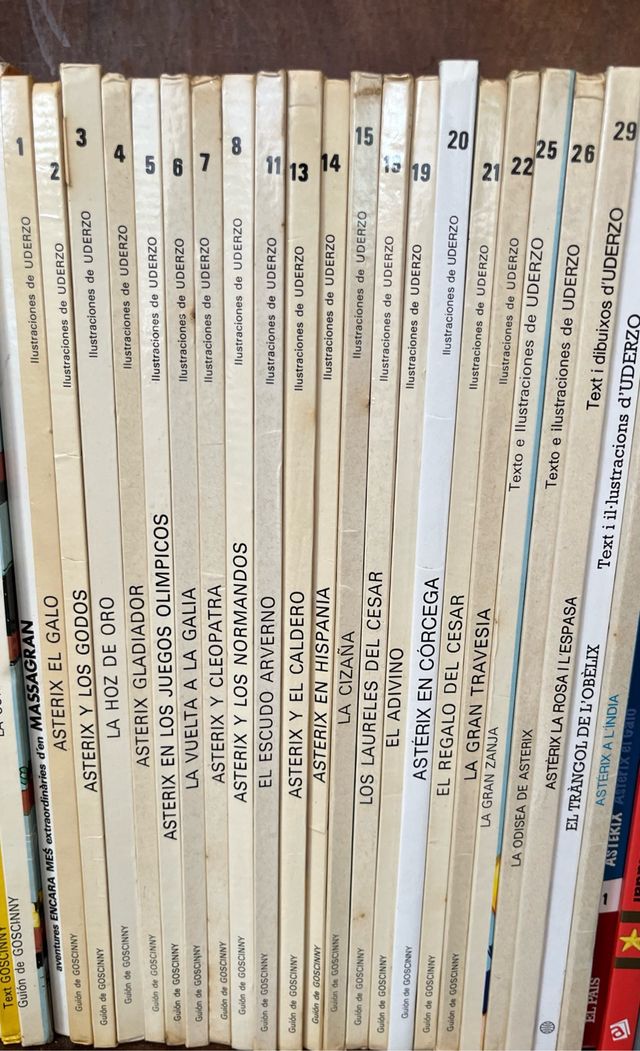 Text GOSCINNY
Guión de GOSCINNY
aventures ENCARA MÉS extraordinàries d'en MASSAGRAN
1
Ilustraciones de UDERZO
ASTERIX EL GALO
Guión de GOSCINNY
2
Ilustraciones de UDERZO
ASTERIX Y LOS GODOS
Guión de GOSCINNY
3
Ilustraciones de UDERZO
LA HOZ DE ORO
Guión de GOSCINNY
4
Ilustraciones de UDERZO
ASTERIX GLADIADOR
Guión de GOSCINNY
5
Ilustraciones de UDERZO
ASTERIX EN LOS JUEGOS OLIMPICOS
Guión de GOSCINNY
6
Ilustraciones de UDERZO
LA VUELTA A LA GALIA
Guión de GOSCINNY
7
Ilustraciones de UDERZO
ASTERIX Y CLEOPATRA
Guión de GOSCINNY
8
Ilustraciones de UDERZO
ASTERIX Y LOS NORMANDOS
Guión de GOSCINNY
11
Ilustraciones de UDERZO
EL ESCUDO ARVERNO
Guión de GOSCINNY
13
Ilustraciones de UDERZO
ASTERIX Y EL CALDERO
Guión de GOSCINNY
14
Ilustraciones de UDERZO
ASTERIX EN HISPANIA
Guión de GOSCINNY
15
Ilustraciones de UDERZO
LA CIZAÑA
Guión de GOSCINNY
18
Ilustraciones de UDERZO
LOS LAURELES DEL CESAR
Guión de GOSCINNY
19
Ilustraciones de UDERZO
EL ADIVINO
Guión de GOSCINNY
20
Ilustraciones de UDERZO
ASTÉRIX EN CÓRCEGA
Guión de GOSCINNY
21
Ilustraciones de UDERZO
EL REGALO DEL CESAR
Guión de GOSCINNY
22
Ilustraciones de UDERZO
LA GRAN TRAVESIA
Guión de GOSCINNY
25
Texto e Ilustraciones de UDERZO
LA GRAN ZANJA
26
Texto e ilustraciones de UDERZO
LA ODISEA DE ASTERIX
29
Text i dibuixos d'UDERZO
ASTÈRIX LA ROSA I L'ESPASA
Text i il·lustracions d'UDERZO
EL TRÀNGOL DE L'OBÈLIX
ASTÈRIX A L'ÍNDIA
EL PAIS
1
ASTERIX Astérix el Galo